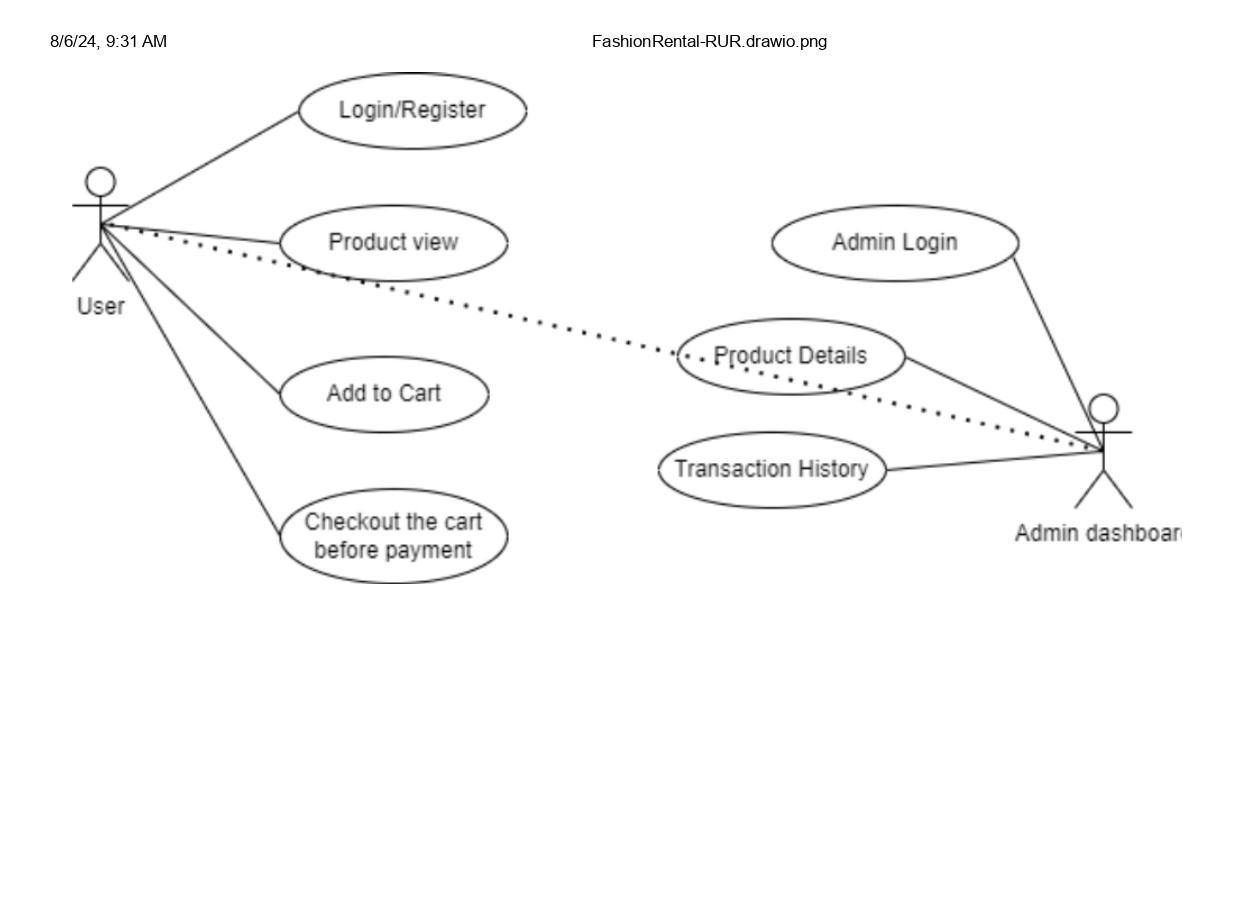 8/6/24, 9:31 AM
FashionRental-RUR.drawio.png
Login/Register
Product view
Admin Login
User
Product Details
Add to Cart
Transaction History
Checkout the cart
before payment
Admin dashboar